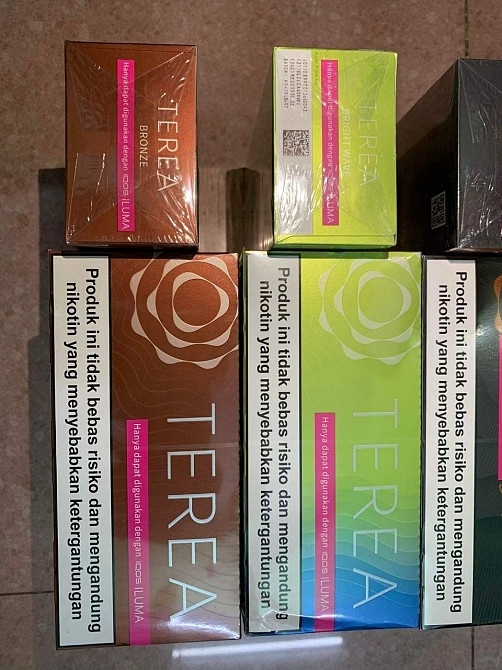 TEREA
BRONZE
Hanya dapat digunakan dengan IQOS ILUMA
TEREA
BRIGHT WAVE
Hanya dapat digunakan dengan IQOS ILUMA
TEREA
Hanya dapat digunakan dengan IQOS ILUMA
Produk ini tidak bebas risiko dan mengandung
nikotin yang menyebabkan ketergantungan
TEREA
Hanya dapat digunakan dengan IQOS ILUMA
Produk ini tidak bebas risiko dan mengandung
nikotin yang menyebabkan ketergantungan
Produk ini tidak bebas risiko dan mengandung
nikotin yang menyebabkan ketergantungan